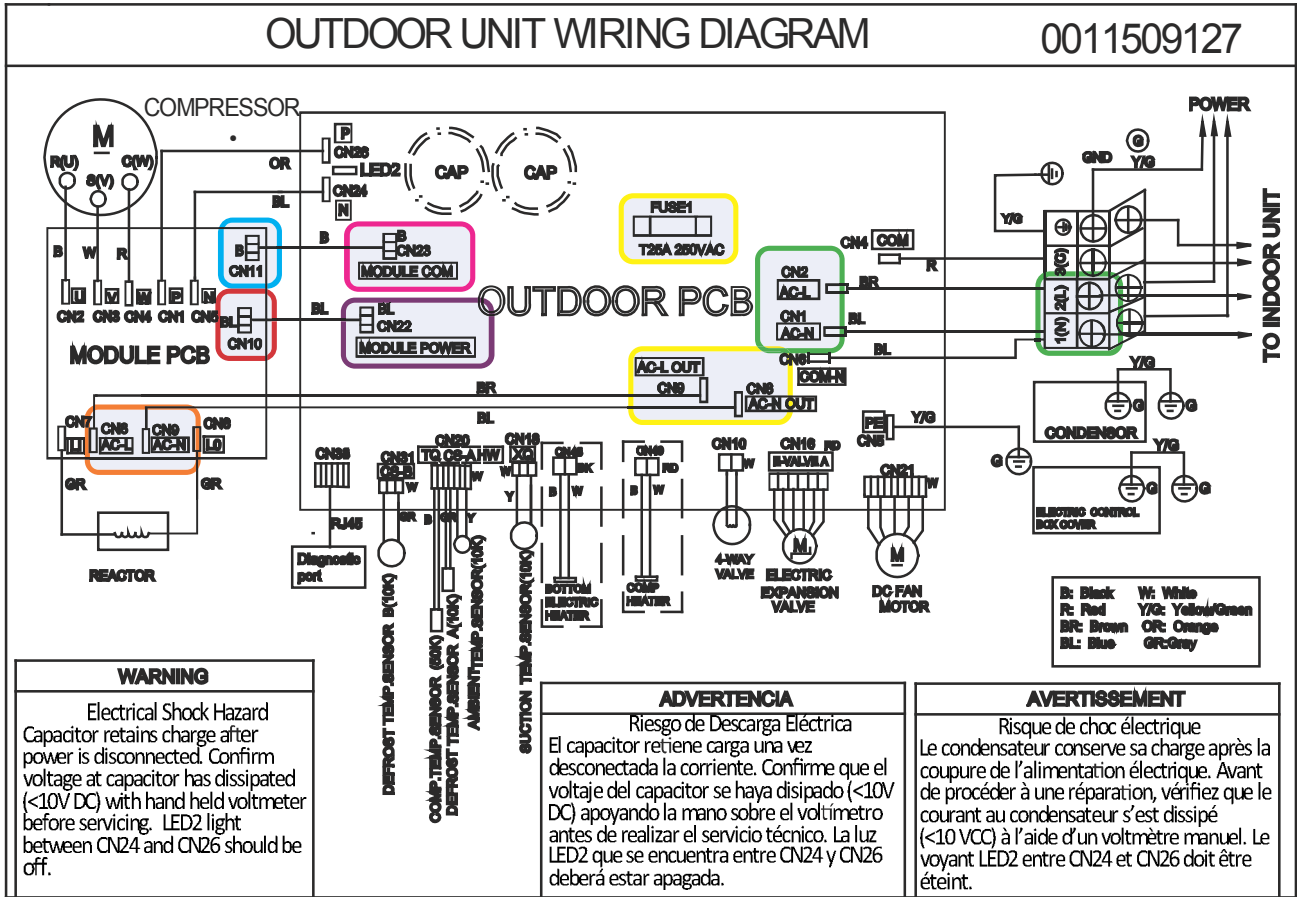 OUTDOOR UNIT WIRING DIAGRAM 0011509127
COMPRESSOR
M
R(U) C(W)
S(V)
OR
BL
P
CN26
LED2
CN24
N
CAP CAP
FUSE1
T25A 250VAC
POWER
G
GND Y/G
Y/G
TO INDOOR UNIT
B W R
U V W P N
CN2 CN3 CN4 CN1 CN5
MODULE PCB
B
CN11
B
B
CN23
MODULE COM
BL
CN10
BL
BL
CN22
MODULE POWER
OUTDOOR PCB
CN2
AC-L
BR
CN1
AC-N
BL
CN6
COM-N
BL
CN4 COM
R
3(C)
2(L)
1(N)
AC-L OUT
CN9
CN8
AC-N OUT
BR
BL
CN7
LI
CN6
AC-L
CN9
AC-N
CN8
L0
GR GR
REACTOR
CN38
RJ45
Diagnostic
port
CN31
CS-B
W
GR
DEFROST TEMP.SENSOR B(10K)
CN20
TQ CS-A HW
W
B GR Y
COMP.TEMP.SENSOR (50K)
DEFROST TEMP.SENSOR A(10K)
AMBIENT TEMP.SENSOR(10K)
CN18
XQ
W
Y
SUCTION TEMP.SENSOR(10K)
BK
B W
BOTTOM
ELECTRIC
HEATER
CN49
RD
B W
COMP
HEATER
CN10
W
4-WAY
VALVE
CN16 RD
E-VALVE A
M
ELECTRIC
EXPANSION
VALVE
CN21
W
M
DC FAN
MOTOR
PE
CN5
Y/G
G
Y/G
G G
CONDENSOR
Y/G
G G
ELECTRIC CONTROL
BOX COVER
B: Black W: White
R: Red Y/G: Yellow/Green
BR: Brown OR: Orange
BL: Blue GR:Gray
WARNING
Electrical Shock Hazard
Capacitor retains charge after
power is disconnected. Confirm
voltage at capacitor has dissipated
(<10V DC) with hand held voltmeter
before servicing. LED2 light
between CN24 and CN26 should be
off.
ADVERTENCIA
Riesgo de Descarga Eléctrica
El capacitor retiene carga una vez
desconectada la corriente. Confirme que el
voltaje del capacitor se haya disipado (<10V
DC) apoyando la mano sobre el voltímetro
antes de realizar el servicio técnico. La luz
LED2 que se encuentra entre CN24 y CN26
deberá estar apagada.
AVERTISSEMENT
Risque de choc électrique
Le condensateur conserve sa charge après la
coupure de l'alimentation électrique. Avant
de procéder à une réparation, vérifiez que le
courant au condensateur s'est dissipé
(<10 VCC) à l'aide d'un voltmètre manuel. Le
voyant LED2 entre CN24 et CN26 doit être
éteint.